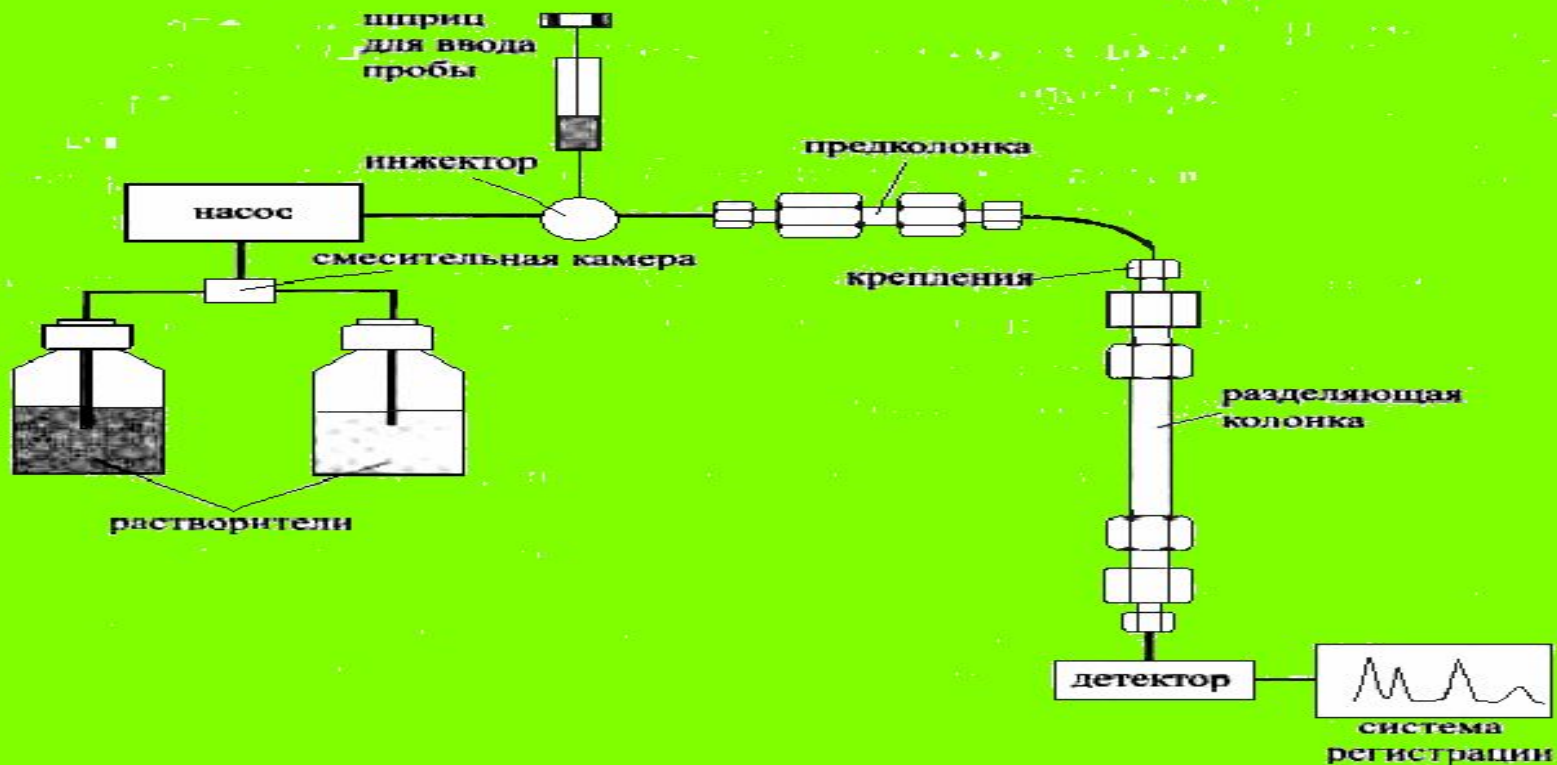 шприц
для ввода
пробы
инжектор
предколонка
насос
смесительная камера
крепления
разделяющая
колонка
растворители
детектор
система
регистрации